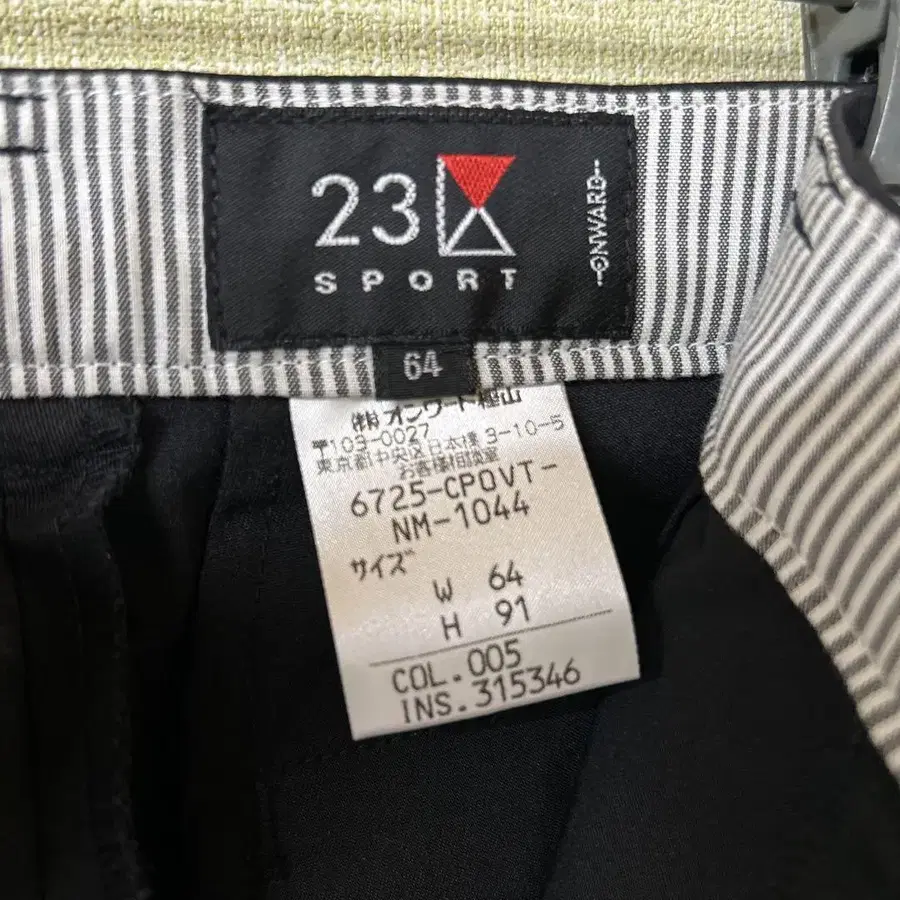 23
SPORT
ONWARD
64
㈱オンワード樫山
〒103-0027
東京都中央区日本橋 3-10-5
お客様相談室
6725-CPOVT-
NM-1044
サイズ
W 64
H 91
COL.005
INS.315346